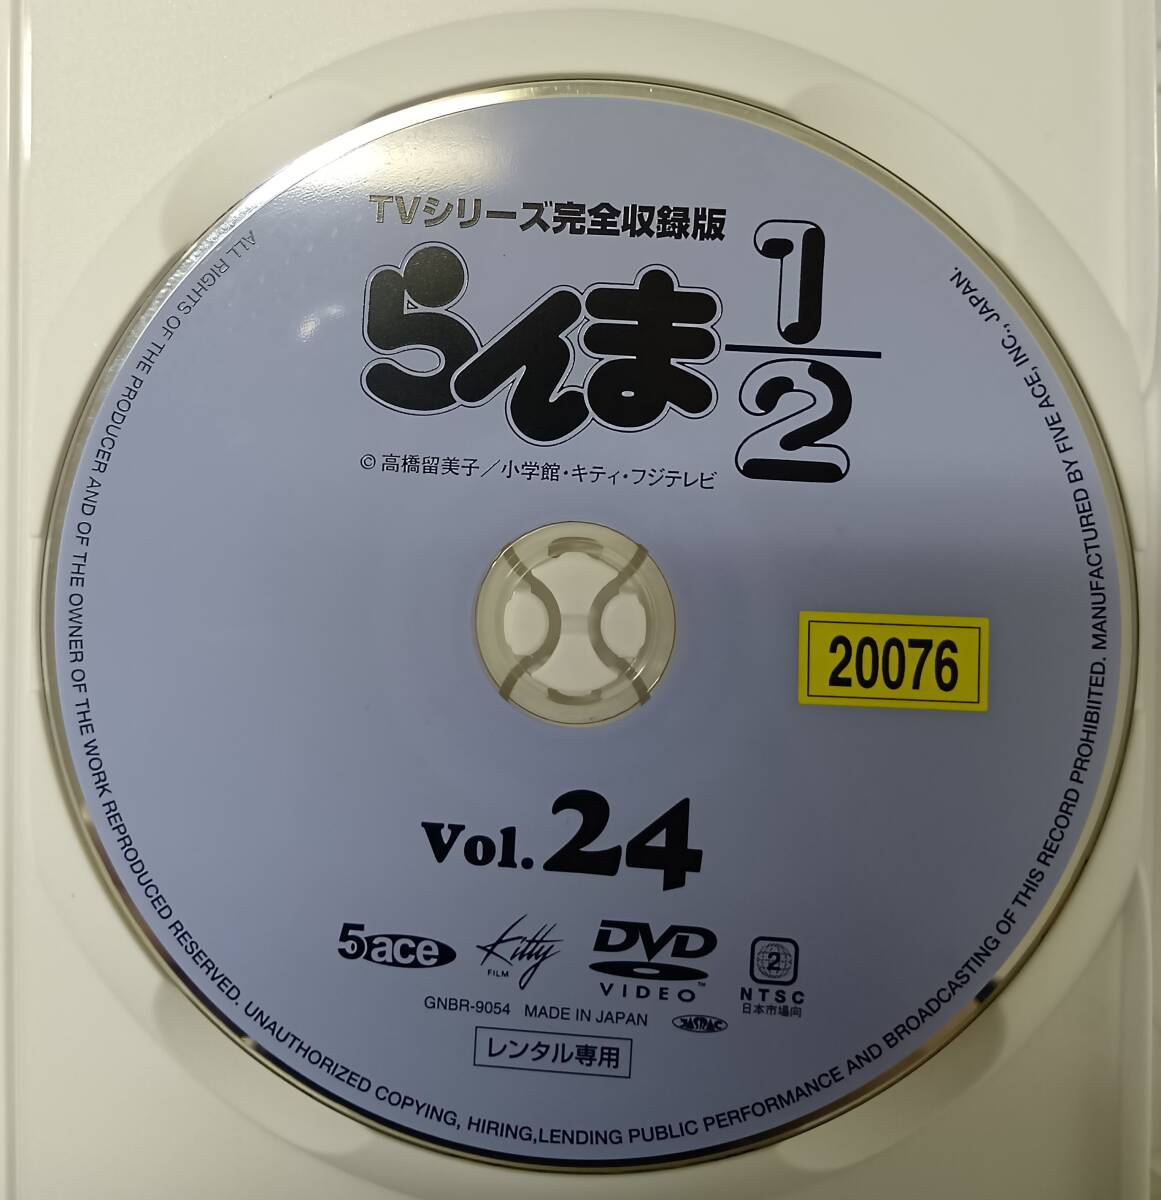 TVシリーズ完全収録版
らんま1/2
© 高橋留美子／小学館・キティ・フジテレビ
20076
Vol. 24
5ace
Kitty
FILM
DVD
VIDEO™
2
NTSC
日本市場向
GNBR-9054 MADE IN JAPAN
JASRAC
レンタル専用
ALL RIGHTS OF THE PRODUCER AND OF THE OWNER OF THE WORK REPRODUCED RESERVED. UNAUTHORIZED COPYING, HIRING,LENDING PUBLIC PERFORMANCE AND BROADCASTING OF THIS RECORD PROHIBIITED. MANUFACTURED BY FIVE ACE, INC., JAPAN.